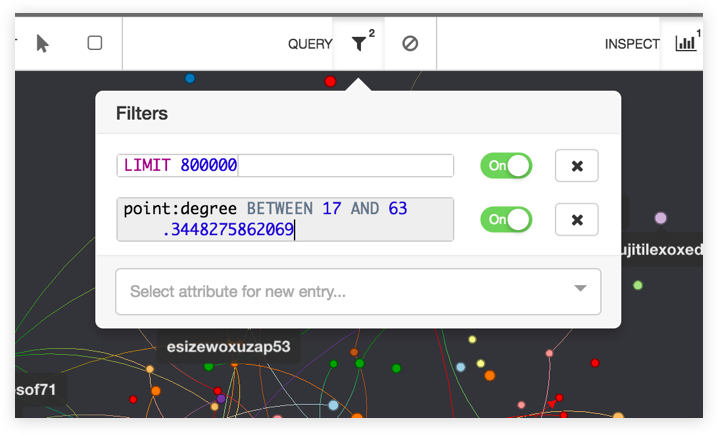 QUERY 2 INSPECT 1
Filters
LIMIT 800000 On
point:degree BETWEEN 17 AND 63
.3448275862069 On
ujitilexoxed
Select attribute for new entry...
esizewoxuzap53
sof71